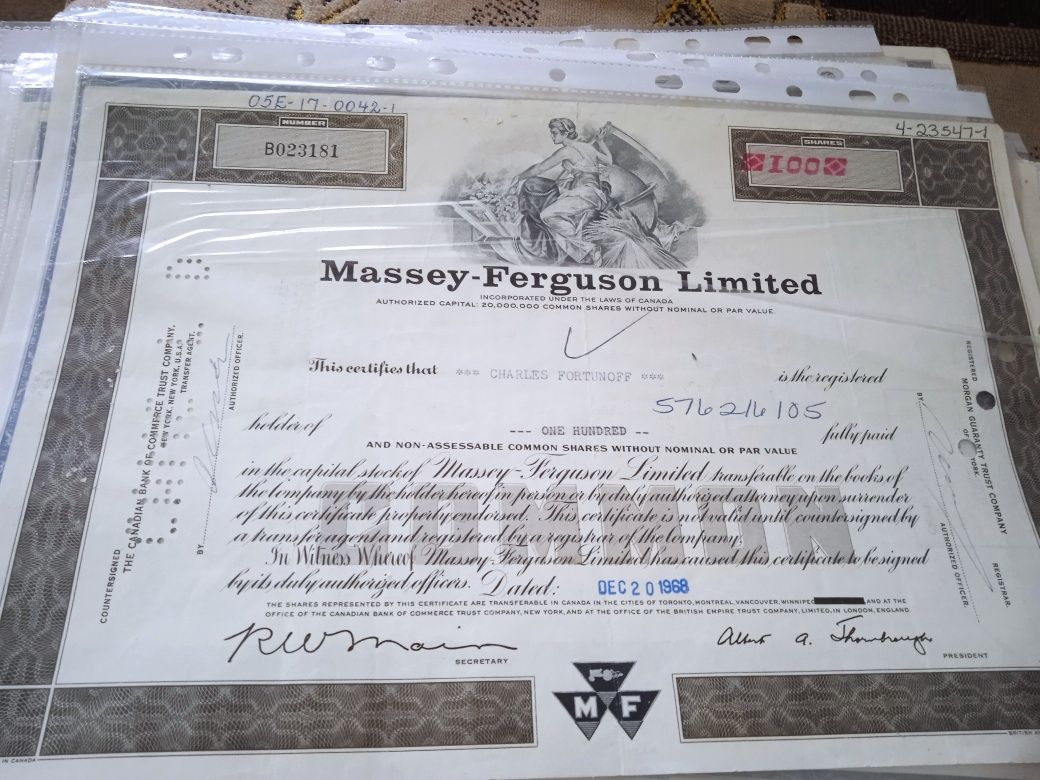 05E-17-0042-1
4-235471
NUMBER
B023181
SHARES
100
Massey-Ferguson Limited
INCORPORATED UNDER THE LAWS OF CANADA
AUTHORIZED CAPITAL: 20,000,000 COMMON SHARES WITHOUT NOMINAL OR PAR VALUE
This certifies that *** CHARLES FORTUNOFF *** is the registered
576216105
holder of --- ONE HUNDRED -- fully paid
AND NON-ASSESSABLE COMMON SHARES WITHOUT NOMINAL OR PAR VALUE
in the capital stock of Massey-Ferguson Limited transferable on the books of
the company by the holder hereof in person or by duly authorized attorney upon surrender
of this certificate properly endorsed. This certificate is not valid until countersigned by
a transfer agent and registered by a registrar of the company.
COMMON
In Witness Whereof Massey-Ferguson Limited has caused this certificate to be signed
by its duly authorized officers. Dated: DEC 20 1968
THE SHARES REPRESENTED BY THIS CERTIFICATE ARE TRANSFERABLE IN CANADA IN THE CITIES OF TORONTO, MONTREAL, VANCOUVER, WINNIPEG AND AT THE
OFFICE OF THE CANADIAN BANK OF COMMERCE TRUST COMPANY, NEW YORK, AND AT THE OFFICE OF THE BRITISH EMPIRE TRUST COMPANY, LIMITED, IN LONDON, ENGLAND.
SECRETARY
Albert A. Thornbrough
PRESIDENT
MF
COUNTERSIGNED
THE CANADIAN BANK OF COMMERCE TRUST COMPANY,
NEW YORK, NEW YORK, U.S.A.
TRANSFER AGENT,
BY
AUTHORIZED OFFICER.
REGISTERED
MORGAN GUARANTY TRUST COMPANY
OF YORK
REGISTRAR.
BY
AUTHORIZED OFFICER.
IN CANADA